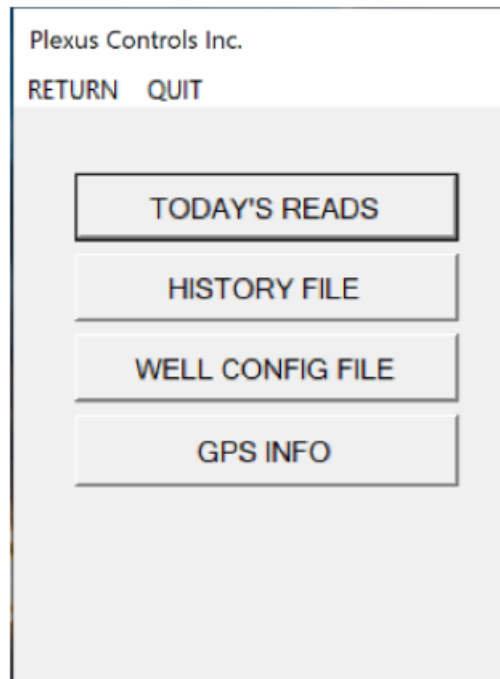 Plexus Controls Inc.
RETURN QUIT
TODAY'S READS
HISTORY FILE
WELL CONFIG FILE
GPS INFO